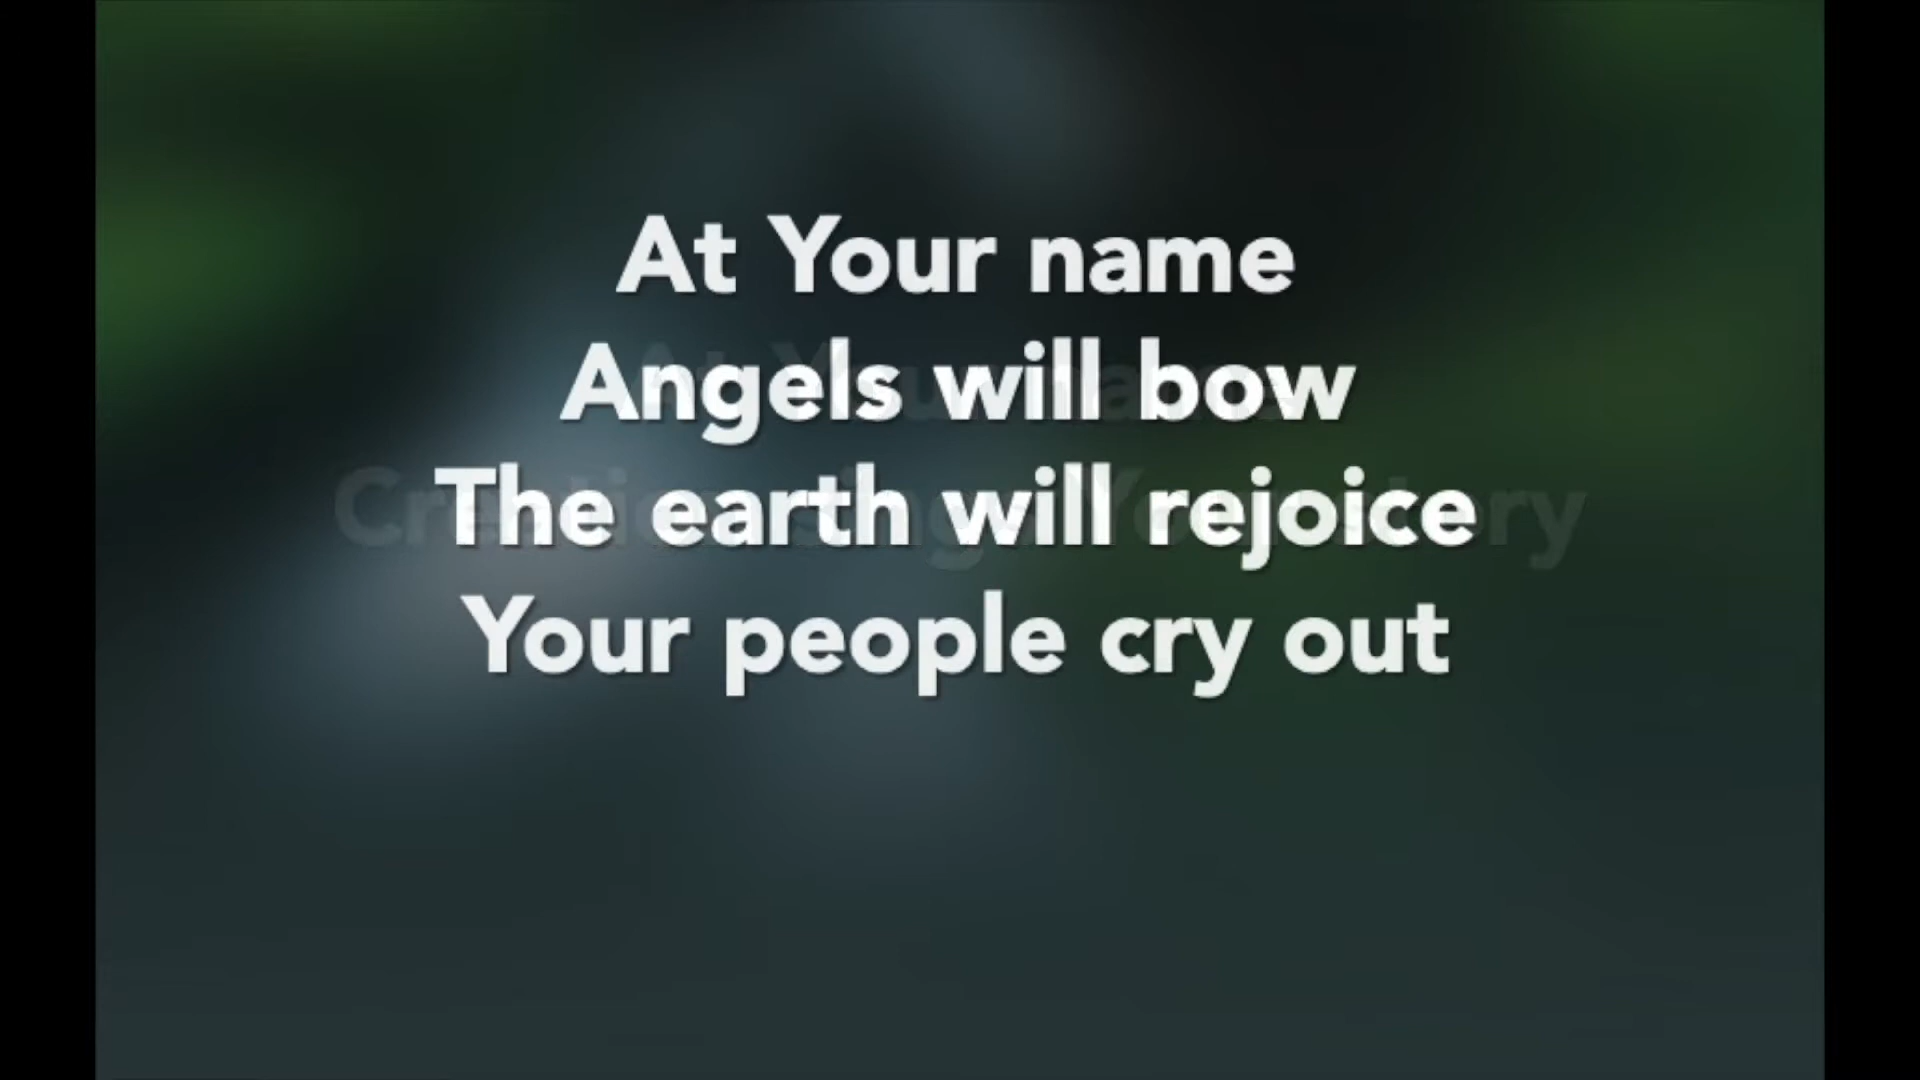 At Your name
Angels will bow
The earth will rejoice
Your people cry out